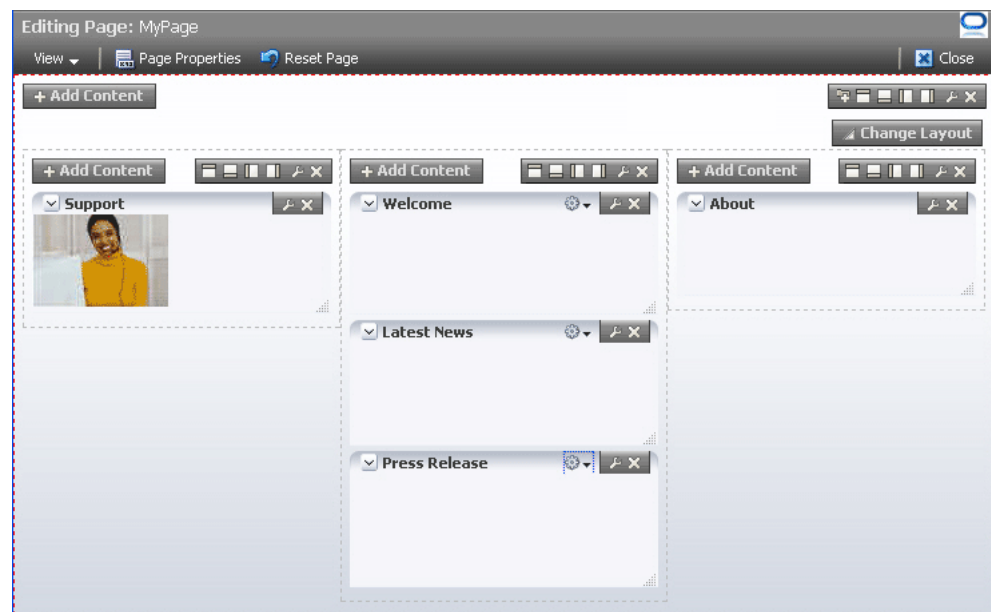 Editing Page: MyPage
View Page Properties Reset Page Close
+ Add Content
Change Layout
+ Add Content + Add Content + Add Content
Support Welcome About
Latest News
Press Release